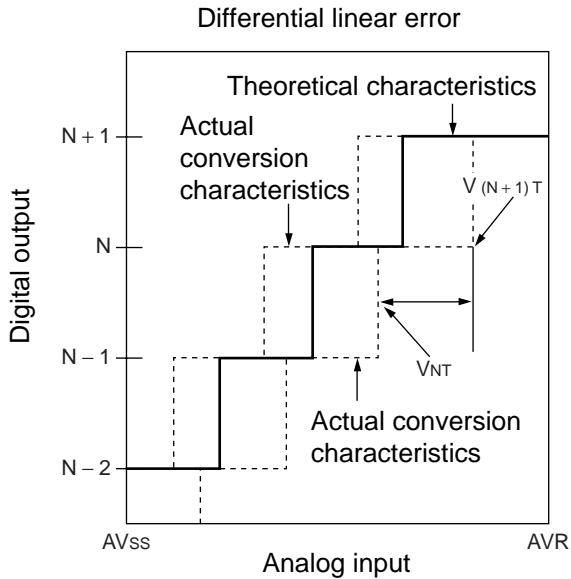 Differential linear error
Theoretical characteristics
N + 1
Actual
conversion
characteristics
V (N + 1) T
N
Digital output
N – 1
VNT
Actual conversion
characteristics
N – 2
AVSS
AVR
Analog input